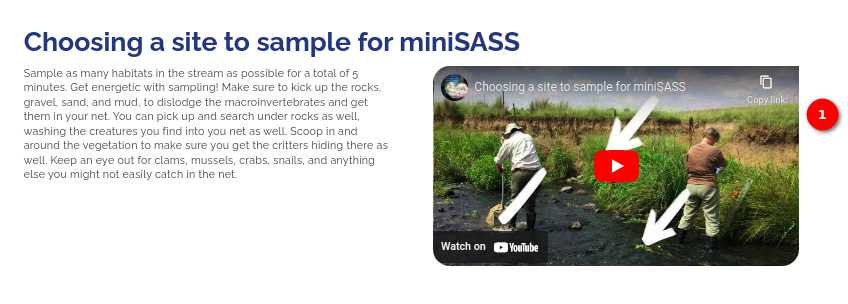 Choosing a site to sample for miniSASS
Sample as many habitats in the stream as possible for a total of 5
minutes. Get energetic with sampling! Make sure to kick up the rocks,
gravel, sand, and mud, to dislodge the macroinvertebrates and get
them in your net. You can pick up and search under rocks as well,
washing the creatures you find into you net as well. Scoop in and
around the vegetation to make sure you get the critters hiding there as
well. Keep an eye out for clams, mussels, crabs, snails, and anything
else you might not easily catch in the net.
Choosing a site to sample for miniSASS
Copy link
1
Watch on YouTube